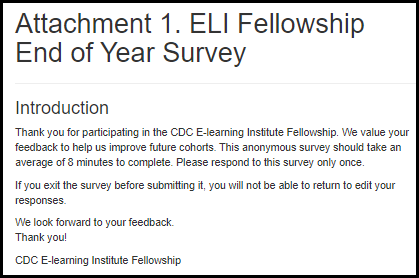 Attachment 1. ELI Fellowship
End of Year Survey
Introduction
Thank you for participating in the CDC E-learning Institute Fellowship. We value your
feedback to help us improve future cohorts. This anonymous survey should take an
average of 8 minutes to complete. Please respond to this survey only once.
If you exit the survey before submitting it, you will not be able to return to edit your
responses.
We look forward to your feedback.
Thank you!
CDC E-learning Institute Fellowship